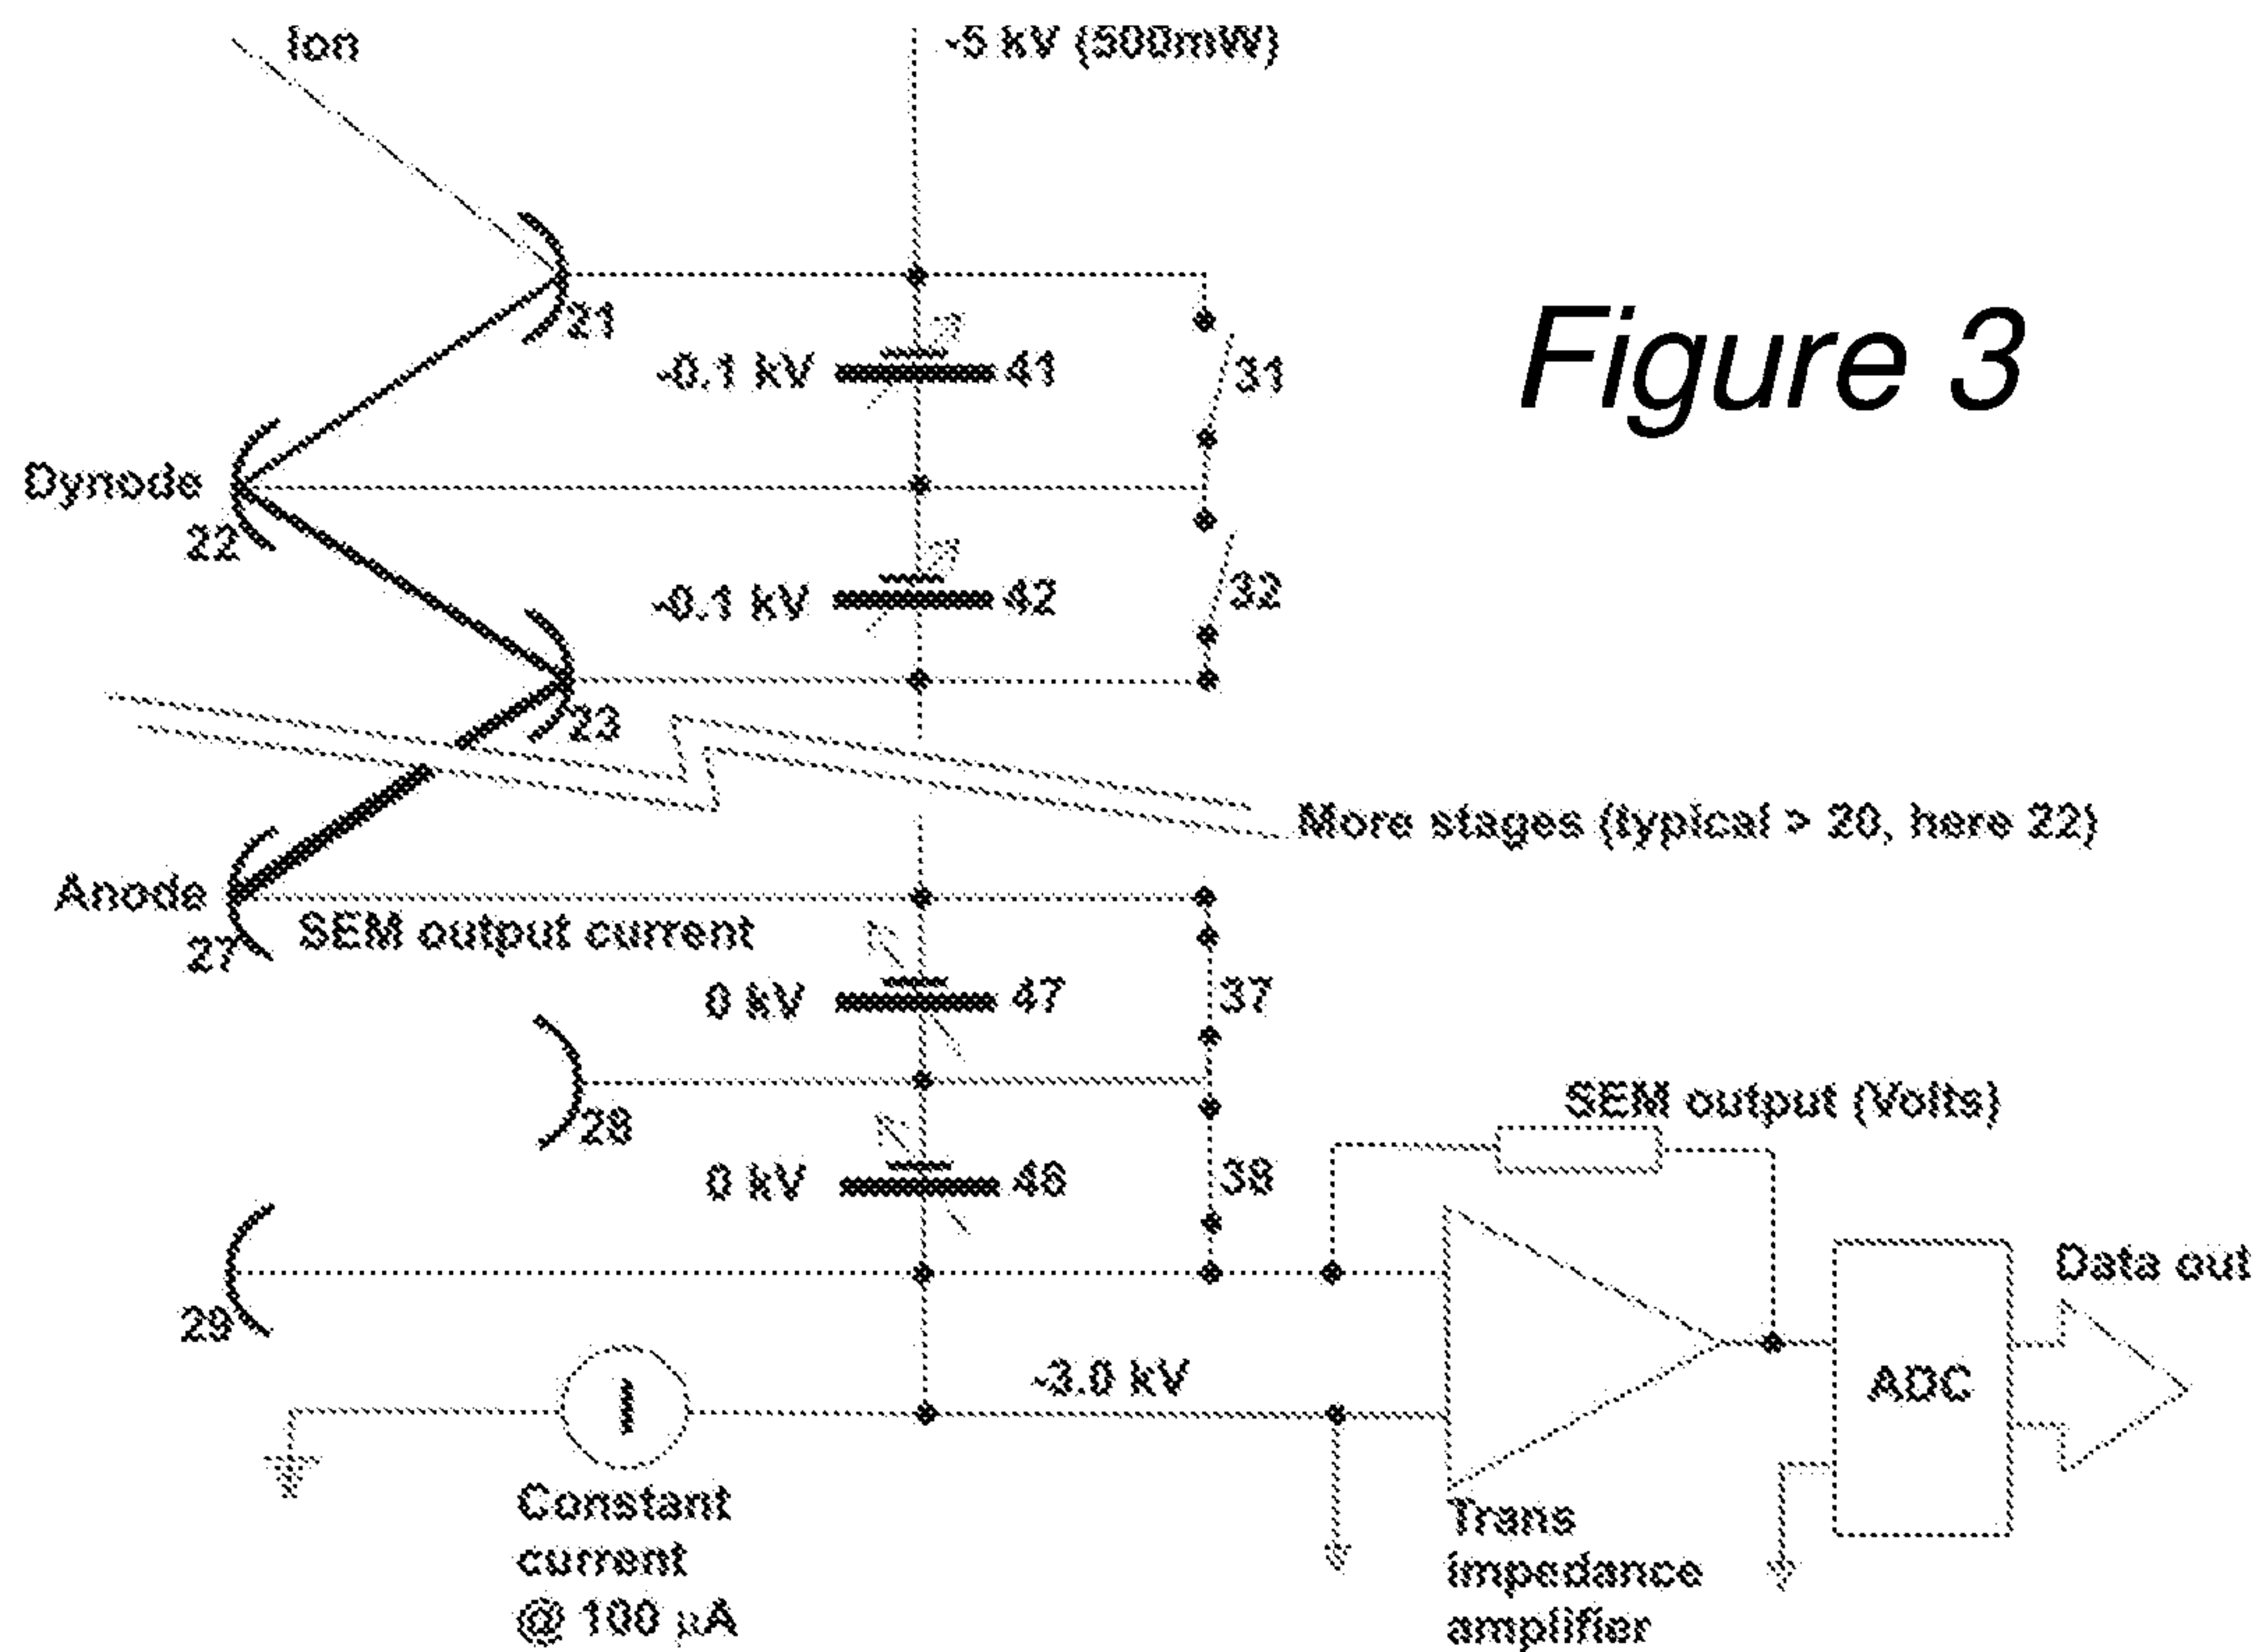 Ion
-5 kV (500mW)
21
-0.1 kV
41
31
Figure 3
Dynode
22
-0.1 kV
42
32
23
More stages (typical > 20, here 22)
Anode
27
SEM output current
0 kV
47
37
28
SEM output (Volts)
0 kV
48
38
29
Data out
-3.0 kV
ADC
I
Constant
current
@ 100 µA
Trans
impedance
amplifier